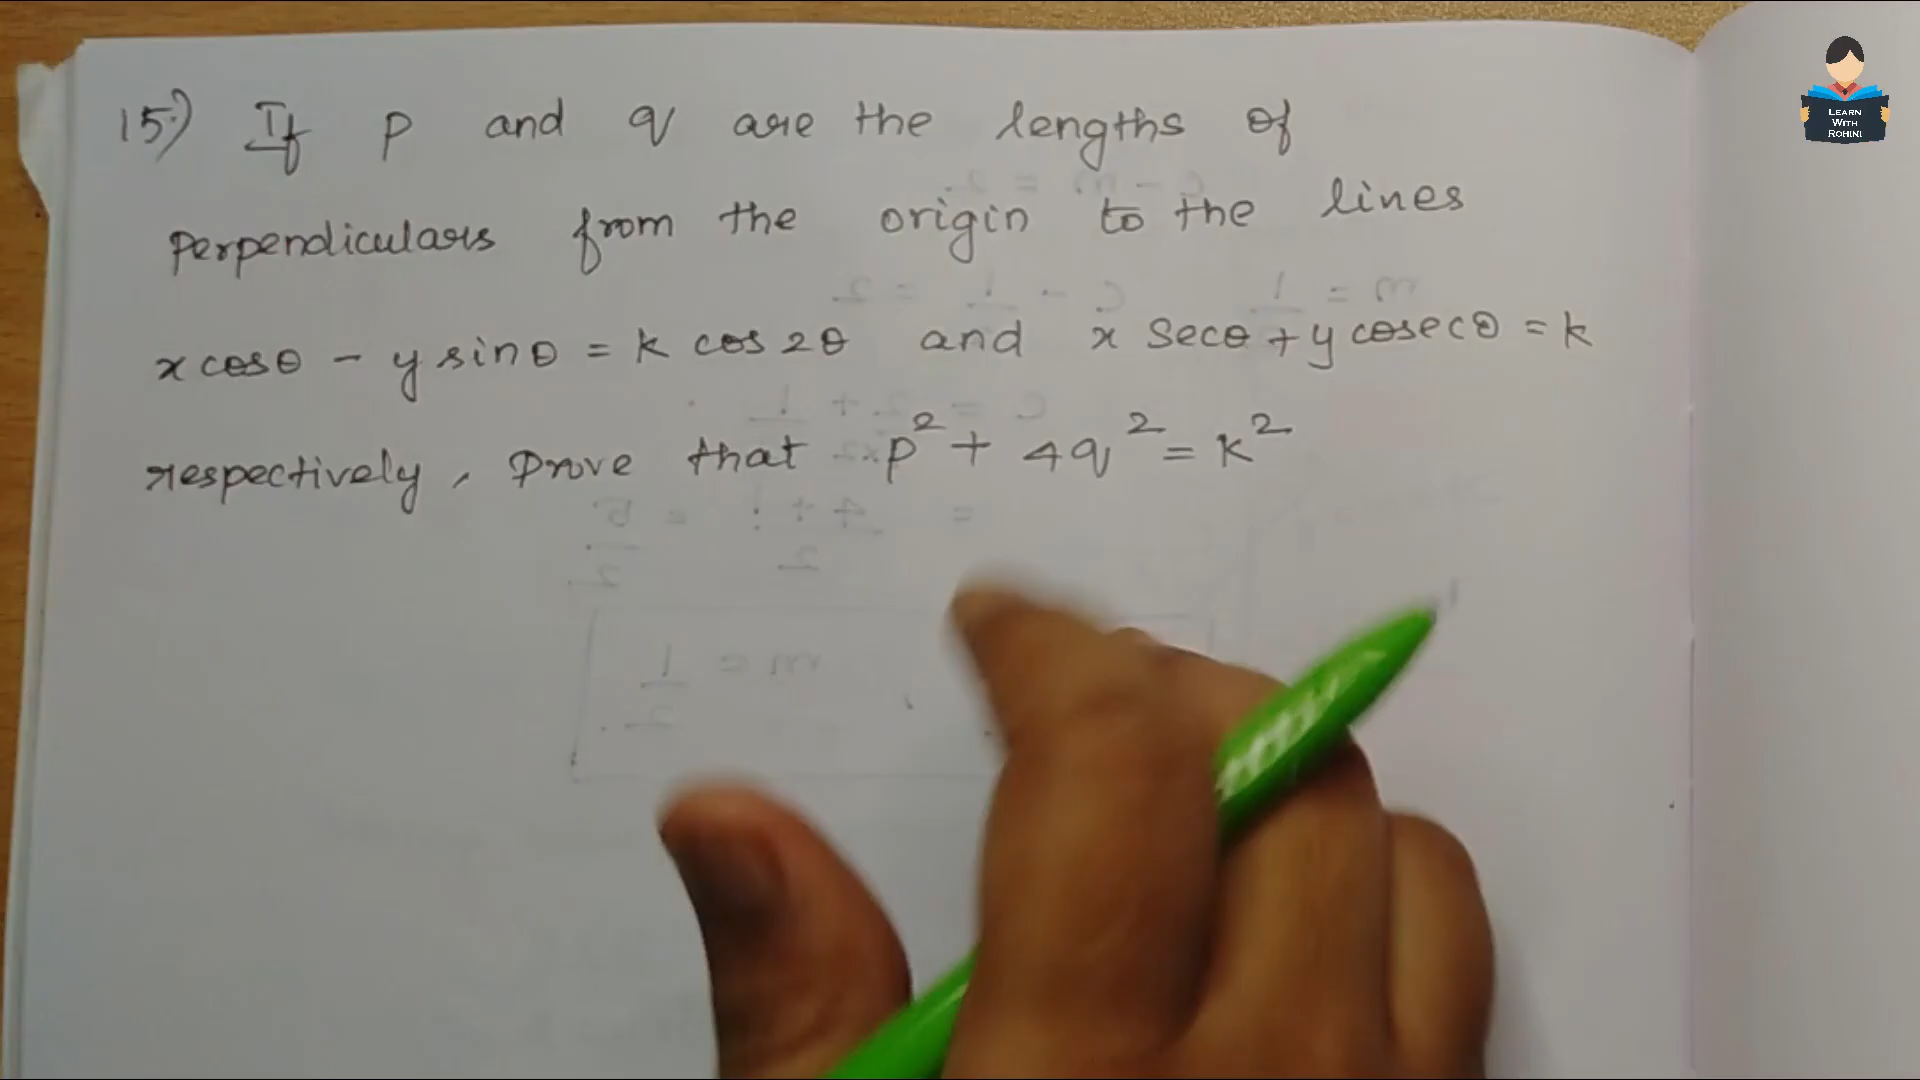 15.) If p and q are the lengths of
perpendiculars from the origin to the lines
x cosθ - y sinθ = k cos 2θ and x secθ + y cosecθ = k
respectively, prove that p² + 4q² = k²
LEARN
WITH
ROHINI